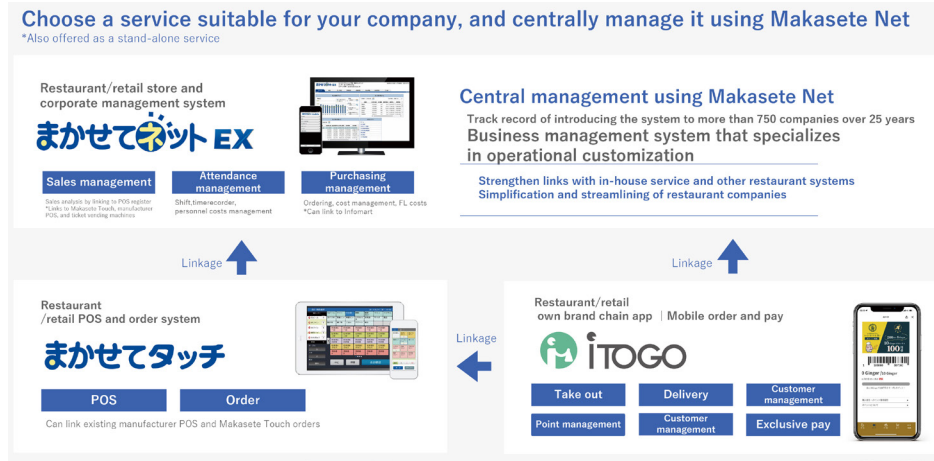 Choose a service suitable for your company, and centrally manage it using Makasete Net
*Also offered as a stand-alone service
Restaurant/retail store and
corporate management system
まかせてネット EX
Sales management
Sales analysis by linking to POS register
*Links to Makasete Touch, manufacturer
POS, and ticket vending machines
Attendance
management
Shift,timerecorder,
personnel costs management
Purchasing
management
Ordering, cost management, FL costs
*Can link to Infomart
Central management using Makasete Net
Track record of introducing the system to more than 750 companies over 25 years
Business management system that specializes
in operational customization
Strengthen links with in-house service and other restaurant systems
Simplification and streamlining of restaurant companies
Linkage
Linkage
Restaurant
/retail POS and order system
まかせてタッチ
POS
Order
Can link existing manufacturer POS and Makasete Touch orders
Linkage
Restaurant/retail
own brand chain app | Mobile order and pay
iTOGO
Take out
Delivery
Customer
management
Point management
Customer
management
Exclusive pay